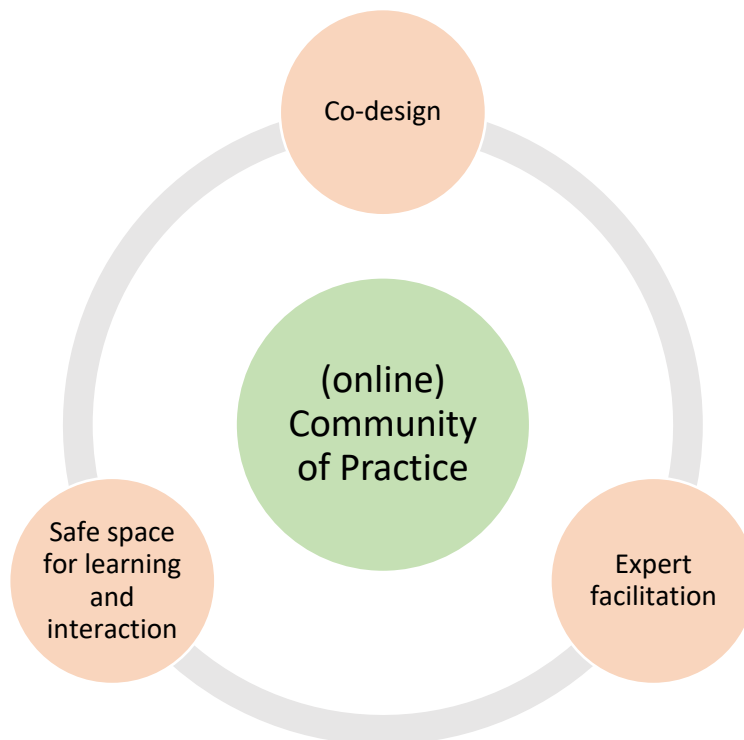 Co-design
(online)
Community
of Practice
Safe space
for learning
and
interaction
Expert
facilitation